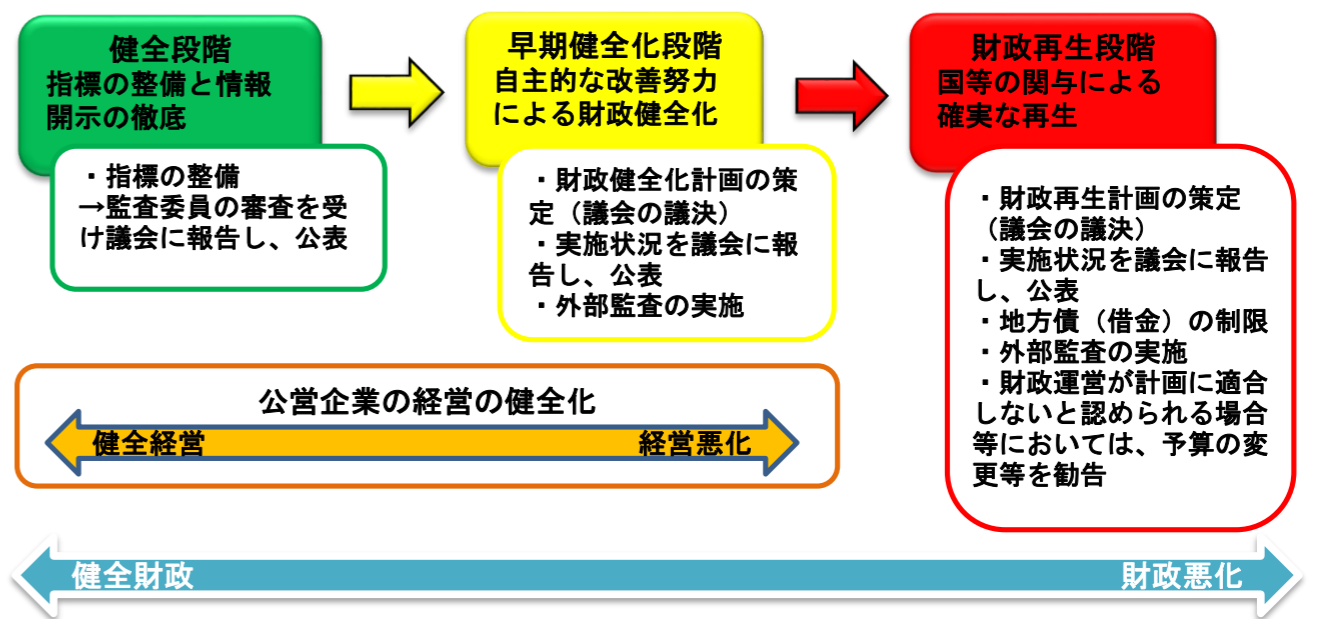 健全段階
指標の整備と情報
開示の徹底
・指標の整備
→監査委員の審査を受
け議会に報告し、公表
早期健全化段階
自主的な改善努力
による財政健全化
・財政健全化計画の策
定（議会の議決）
・実施状況を議会に報
告し、公表
・外部監査の実施
財政再生段階
国等の関与による
確実な再生
・財政再生計画の策定
（議会の議決）
・実施状況を議会に報告
し、公表
・地方債（借金）の制限
・外部監査の実施
・財政運営が計画に適合
しないと認められる場合
等においては、予算の変
更等を勧告
公営企業の経営の健全化
健全経営 経営悪化
健全財政 財政悪化